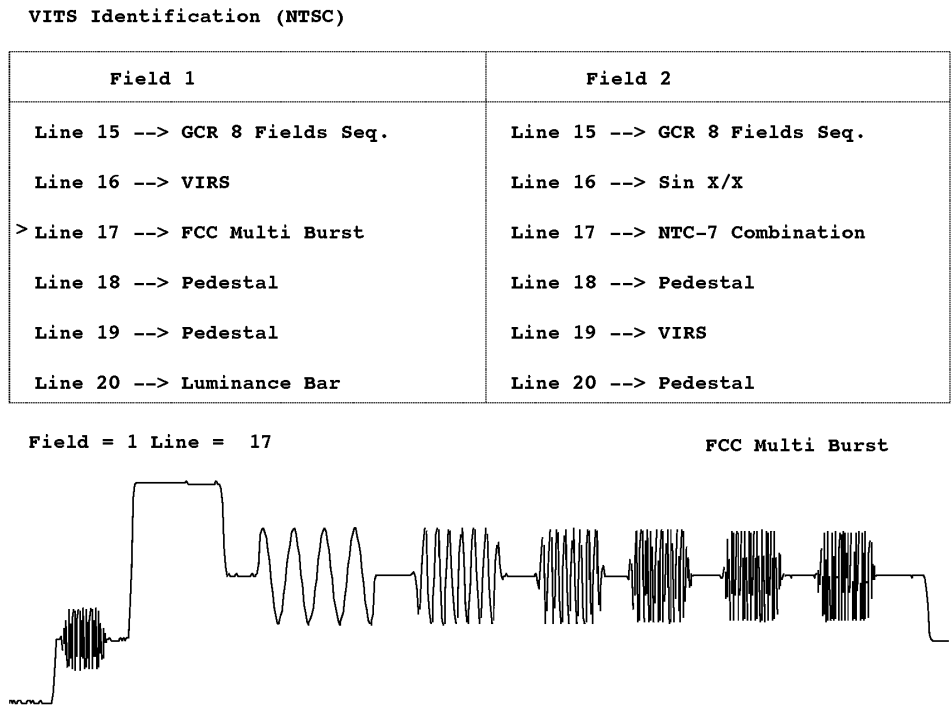 VITS Identification (NTSC)
Field 1
Field 2
Line 15 --> GCR 8 Fields Seq.
Line 15 --> GCR 8 Fields Seq.
Line 16 --> VIRS
Line 16 --> Sin X/X
> Line 17 --> FCC Multi Burst
Line 17 --> NTC-7 Combination
Line 18 --> Pedestal
Line 18 --> Pedestal
Line 19 --> Pedestal
Line 19 --> VIRS
Line 20 --> Luminance Bar
Line 20 --> Pedestal
Field = 1 Line =  17
FCC Multi Burst